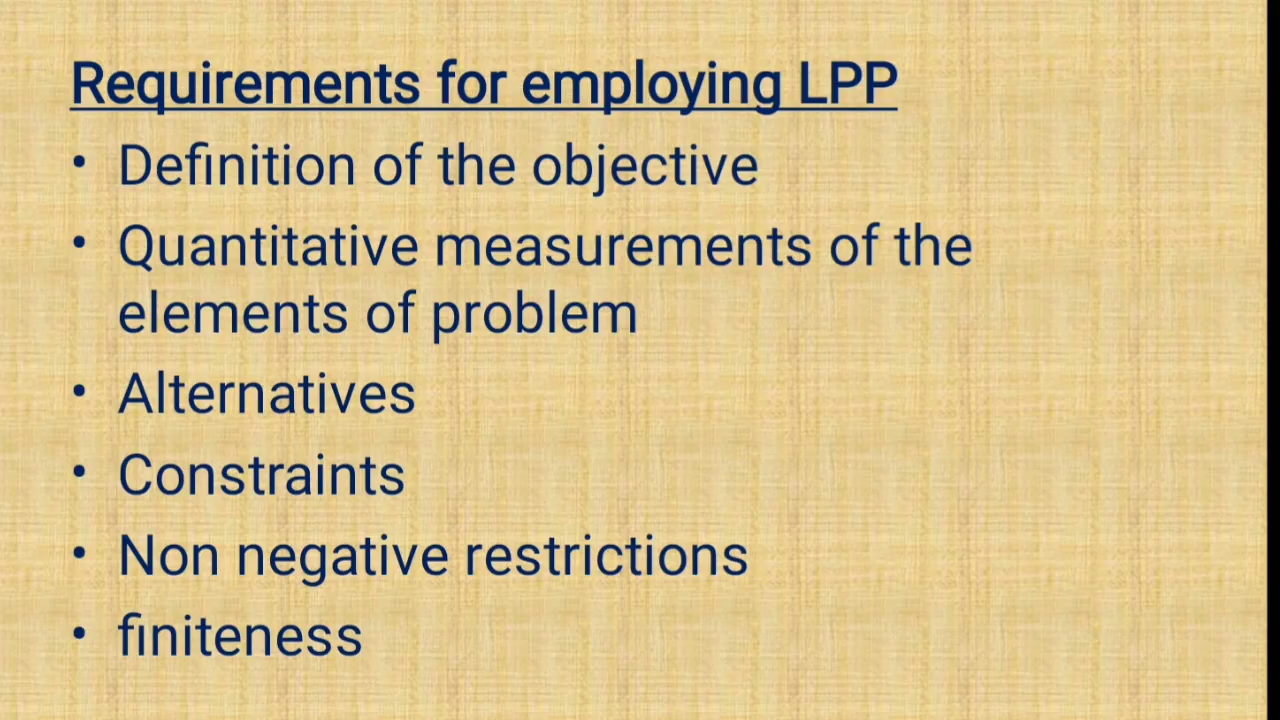 Requirements for employing LPP
• Definition of the objective
• Quantitative measurements of the
elements of problem
• Alternatives
• Constraints
• Non negative restrictions
• finiteness